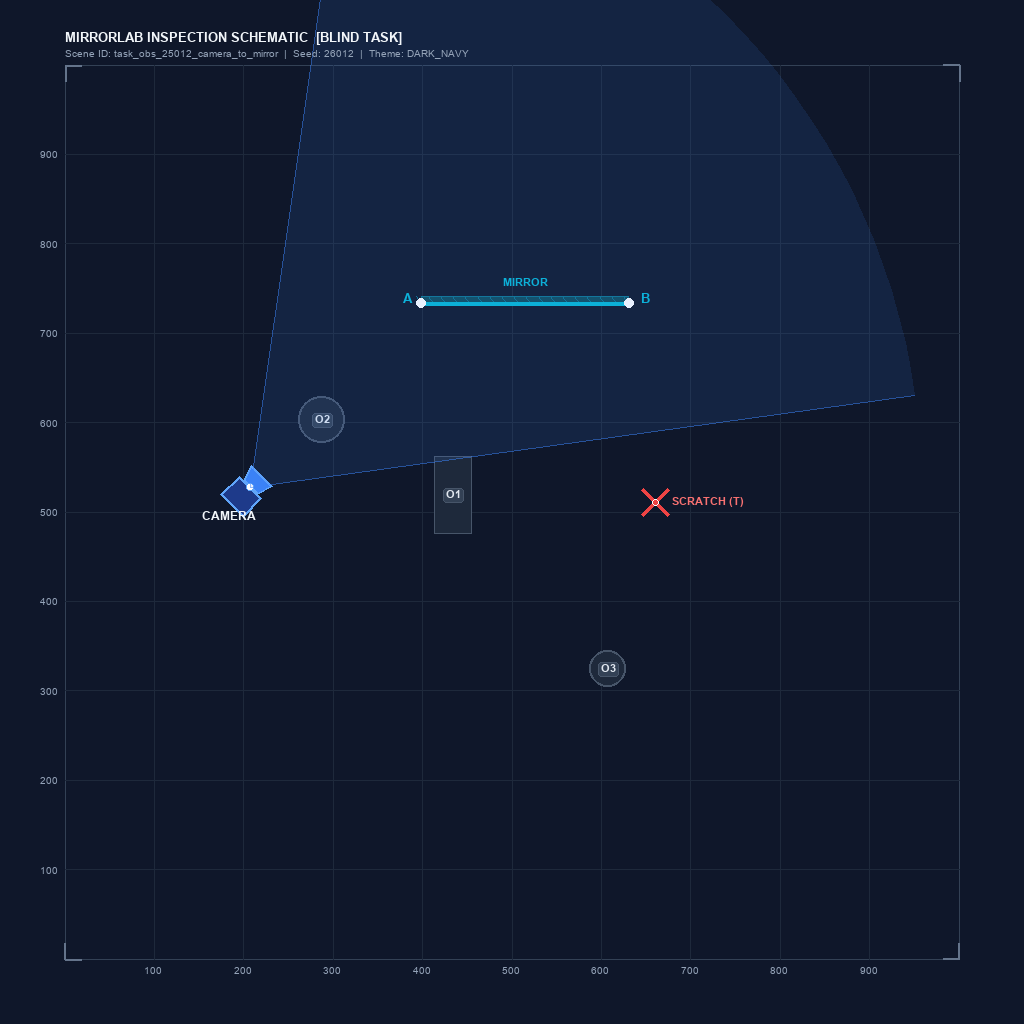 MIRRORLAB INSPECTION SCHEMATIC [BLIND TASK]
Scene ID: task_obs_25012_camera_to_mirror | Seed: 26012 | Theme: DARK_NAVY
900
800
MIRROR
A
B
700
O2
600
O1
SCRATCH (T)
500
CAMERA
400
O3
300
200
100
100 200 300 400 500 600 700 800 900